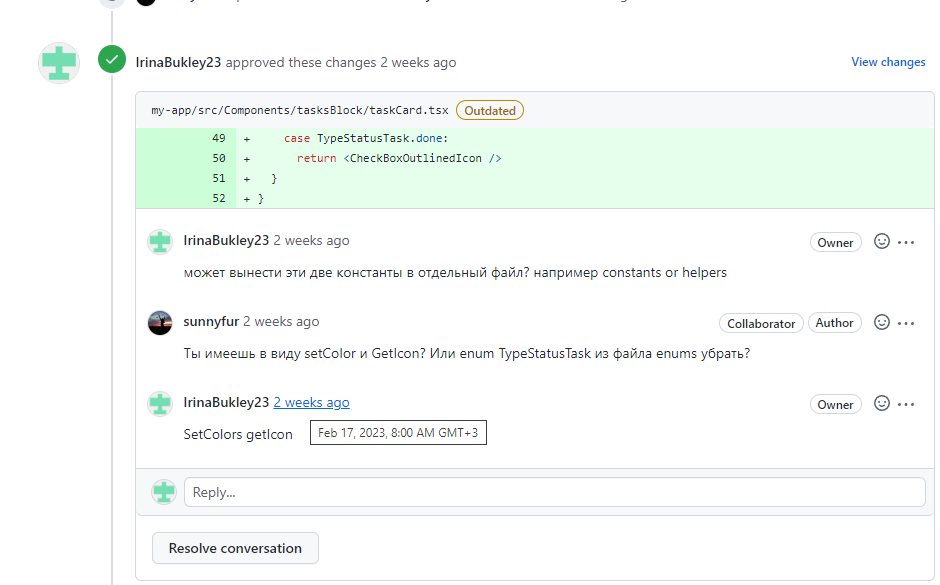 IrinaBukley23 approved these changes 2 weeks ago
View changes
my-app/src/Components/tasksBlock/taskCard.tsx Outdated
49 + case TypeStatusTask.done:
50 + return <CheckBoxOutlinedIcon />
51 + }
52 + }
IrinaBukley23 2 weeks ago
Owner
может вынести эти две константы в отдельный файл? например constants or helpers
sunnyfur 2 weeks ago
Collaborator Author
Ты имеешь в виду setColor и GetIcon? Или enum TypeStatusTask из файла enums убрать?
IrinaBukley23 2 weeks ago
Owner
SetColors getIcon
Feb 17, 2023, 8:00 AM GMT+3
Reply...
Resolve conversation